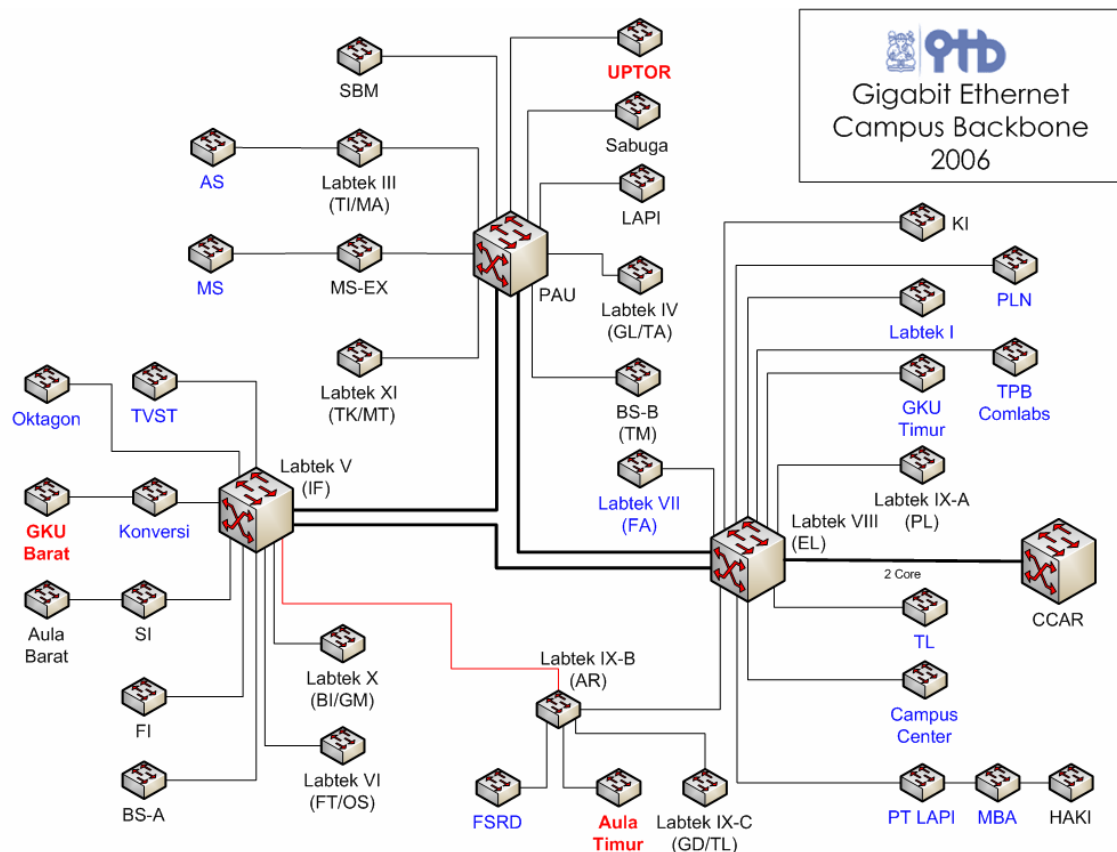 ITB
Gigabit Ethernet
Campus Backbone
2006
UPTOR
SBM
Sabuga
AS
Labtek III
(TI/MA)
LAPI
KI
PAU
MS
MS-EX
Labtek IV
(GL/TA)
PLN
Labtek I
Labtek XI
(TK/MT)
BS-B
(TM)
GKU
Timur
TPB
Comlabs
Oktagon
TVST
Labtek V
(IF)
Labtek VII
(FA)
Labtek IX-A
(PL)
Labtek VIII
(EL)
GKU
Barat
Konversi
2 Core
CCAR
Aula
Barat
SI
TL
Labtek IX-B
(AR)
Labtek X
(BI/GM)
FI
Campus
Center
Labtek VI
(FT/OS)
BS-A
FSRD
Aula
Timur
Labtek IX-C
(GD/TL)
PT LAPI
MBA
HAKI